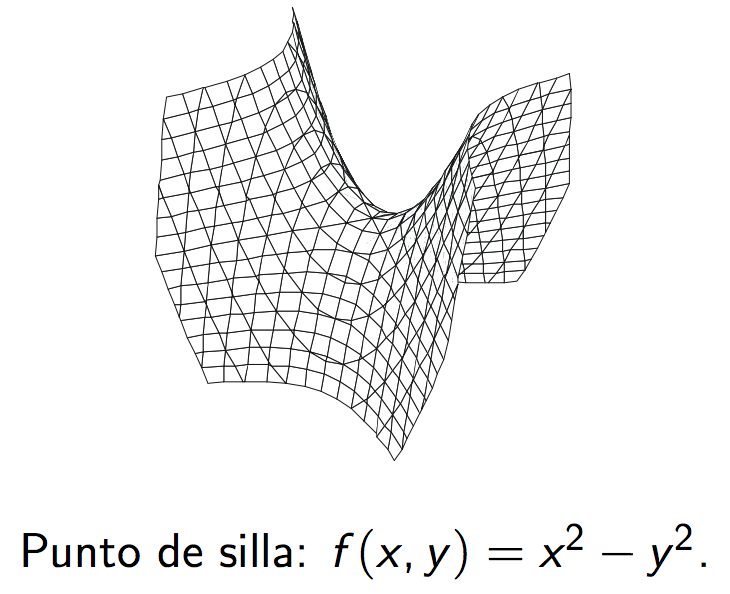 Punto de silla: f(x, y) = x² − y².